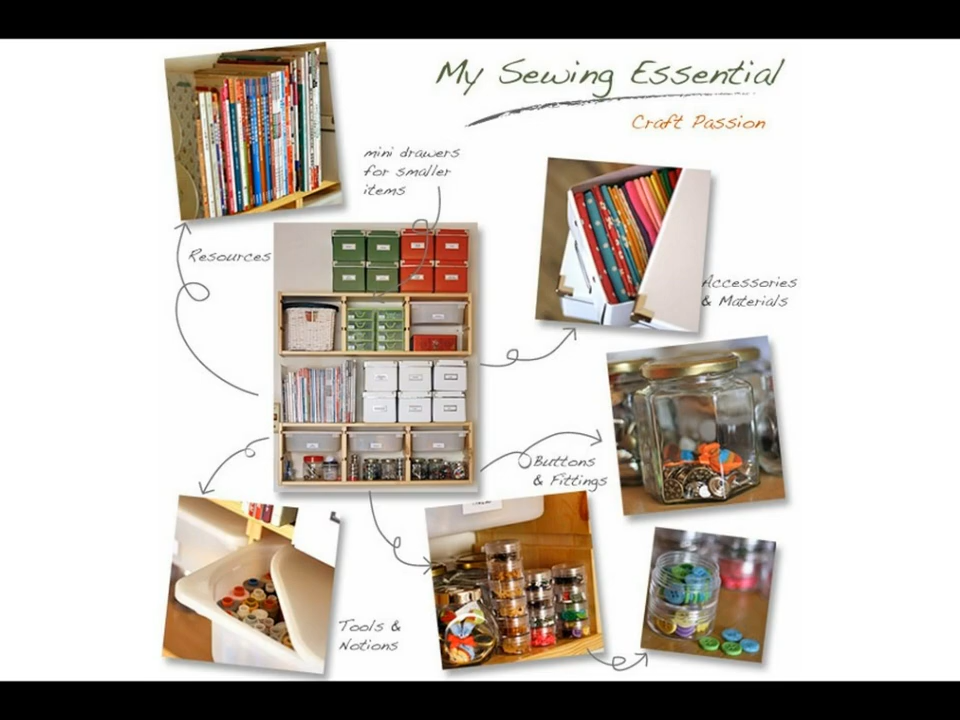 My Sewing Essential
Craft Passion
mini drawers
for smaller
items
Resources
Accessories
& Materials
Buttons
& Fittings
Tools &
Notions